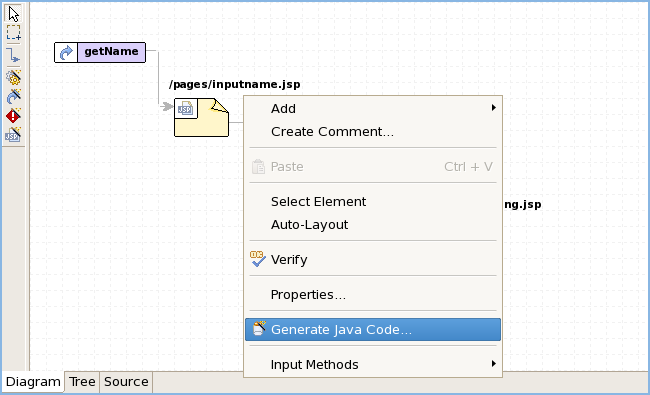 getName
/pages/inputname.jsp
Add
Create Comment...
Paste Ctrl + V
Select Element
ng.jsp
Auto-Layout
Verify
Properties...
Generate Java Code...
Input Methods
Diagram Tree Source